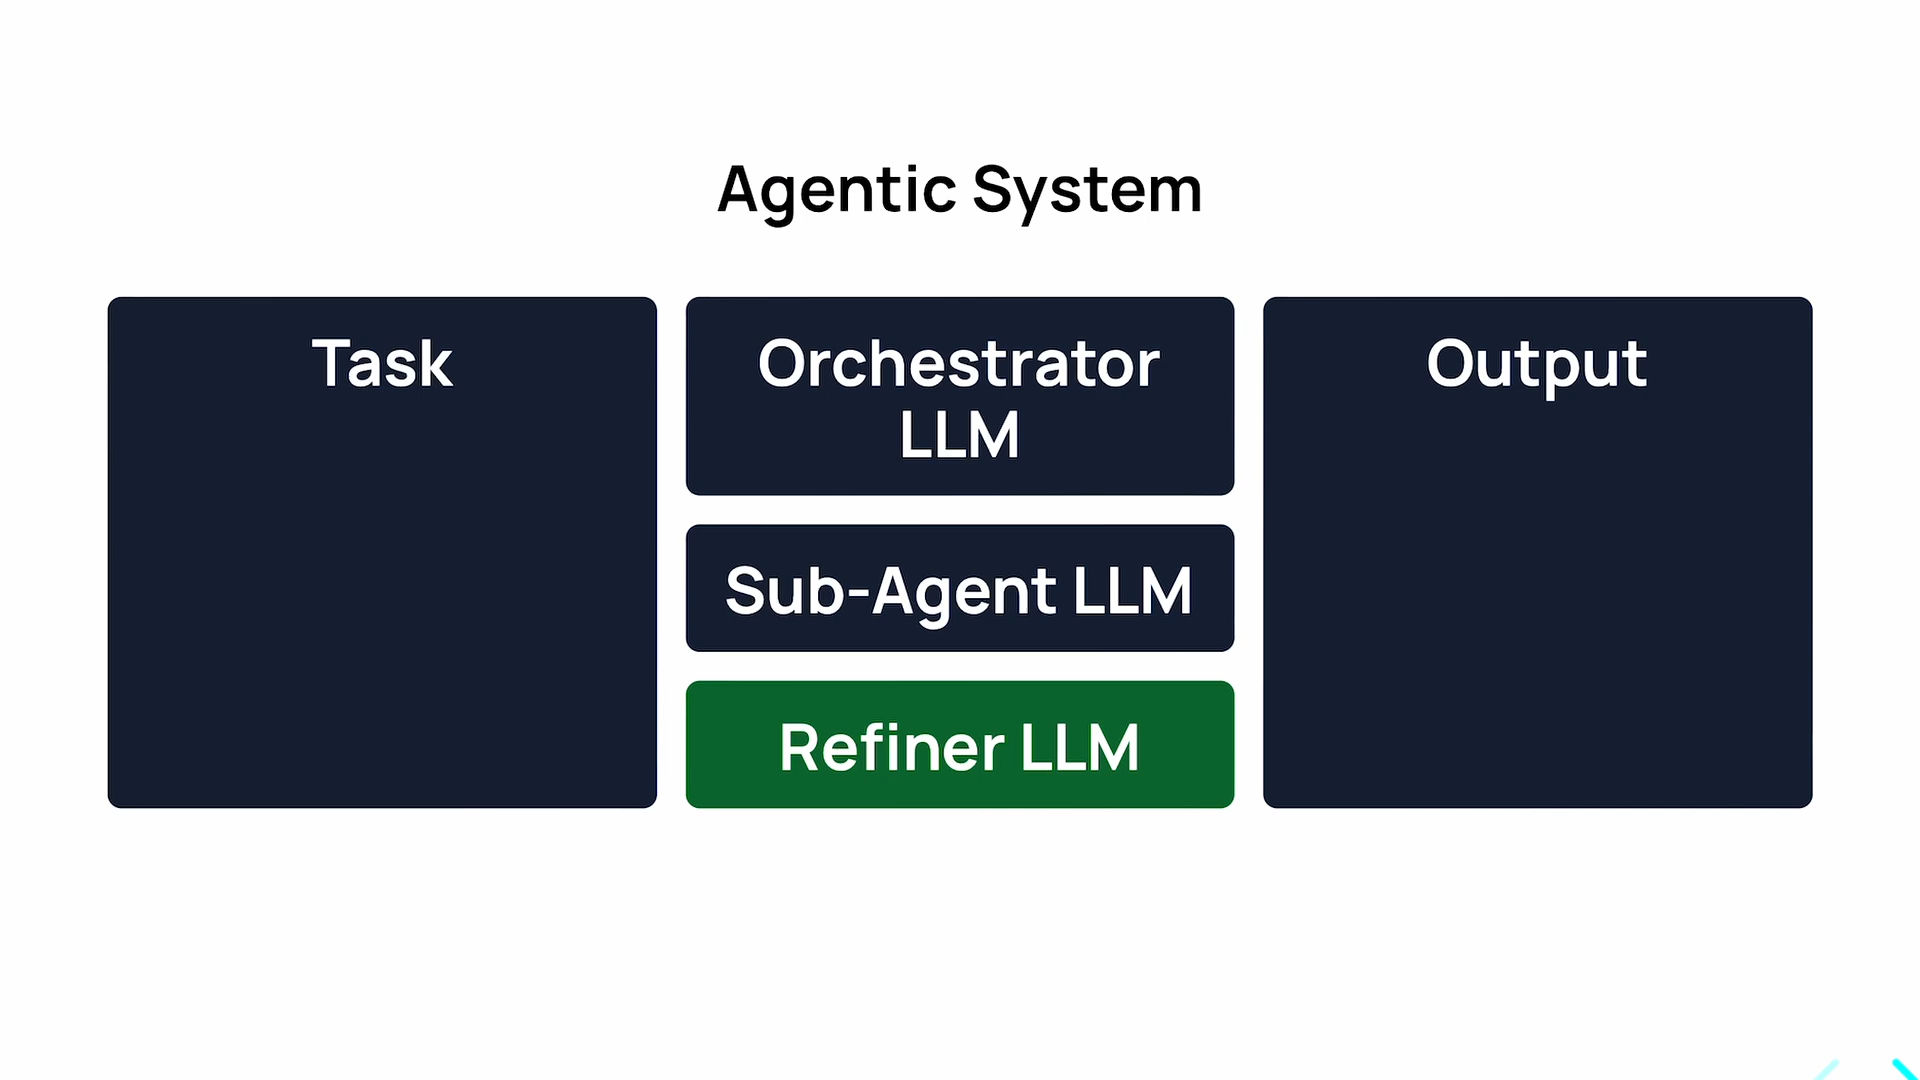 Agentic System
Task
Orchestrator
LLM
Sub-Agent LLM
Refiner LLM
Output